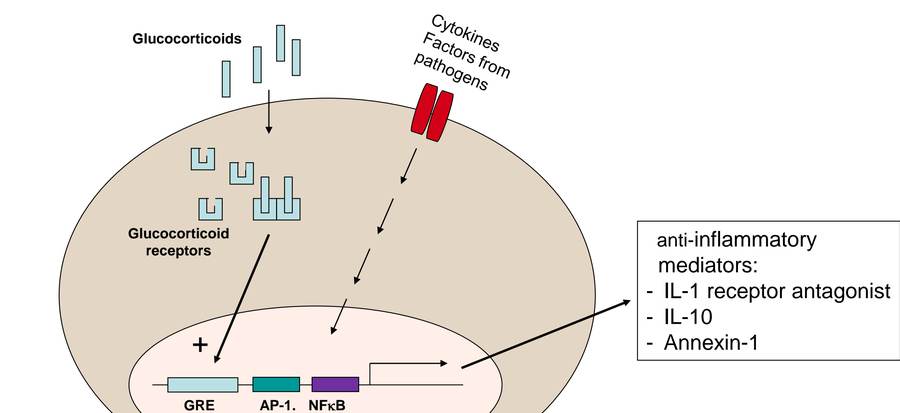 Glucocorticoids
Cytokines
Factors from
pathogens
Glucocorticoid
receptors
anti-inflammatory
mediators:
- IL-1 receptor antagonist
- IL-10
- Annexin-1
+
GRE AP-1. NFκB